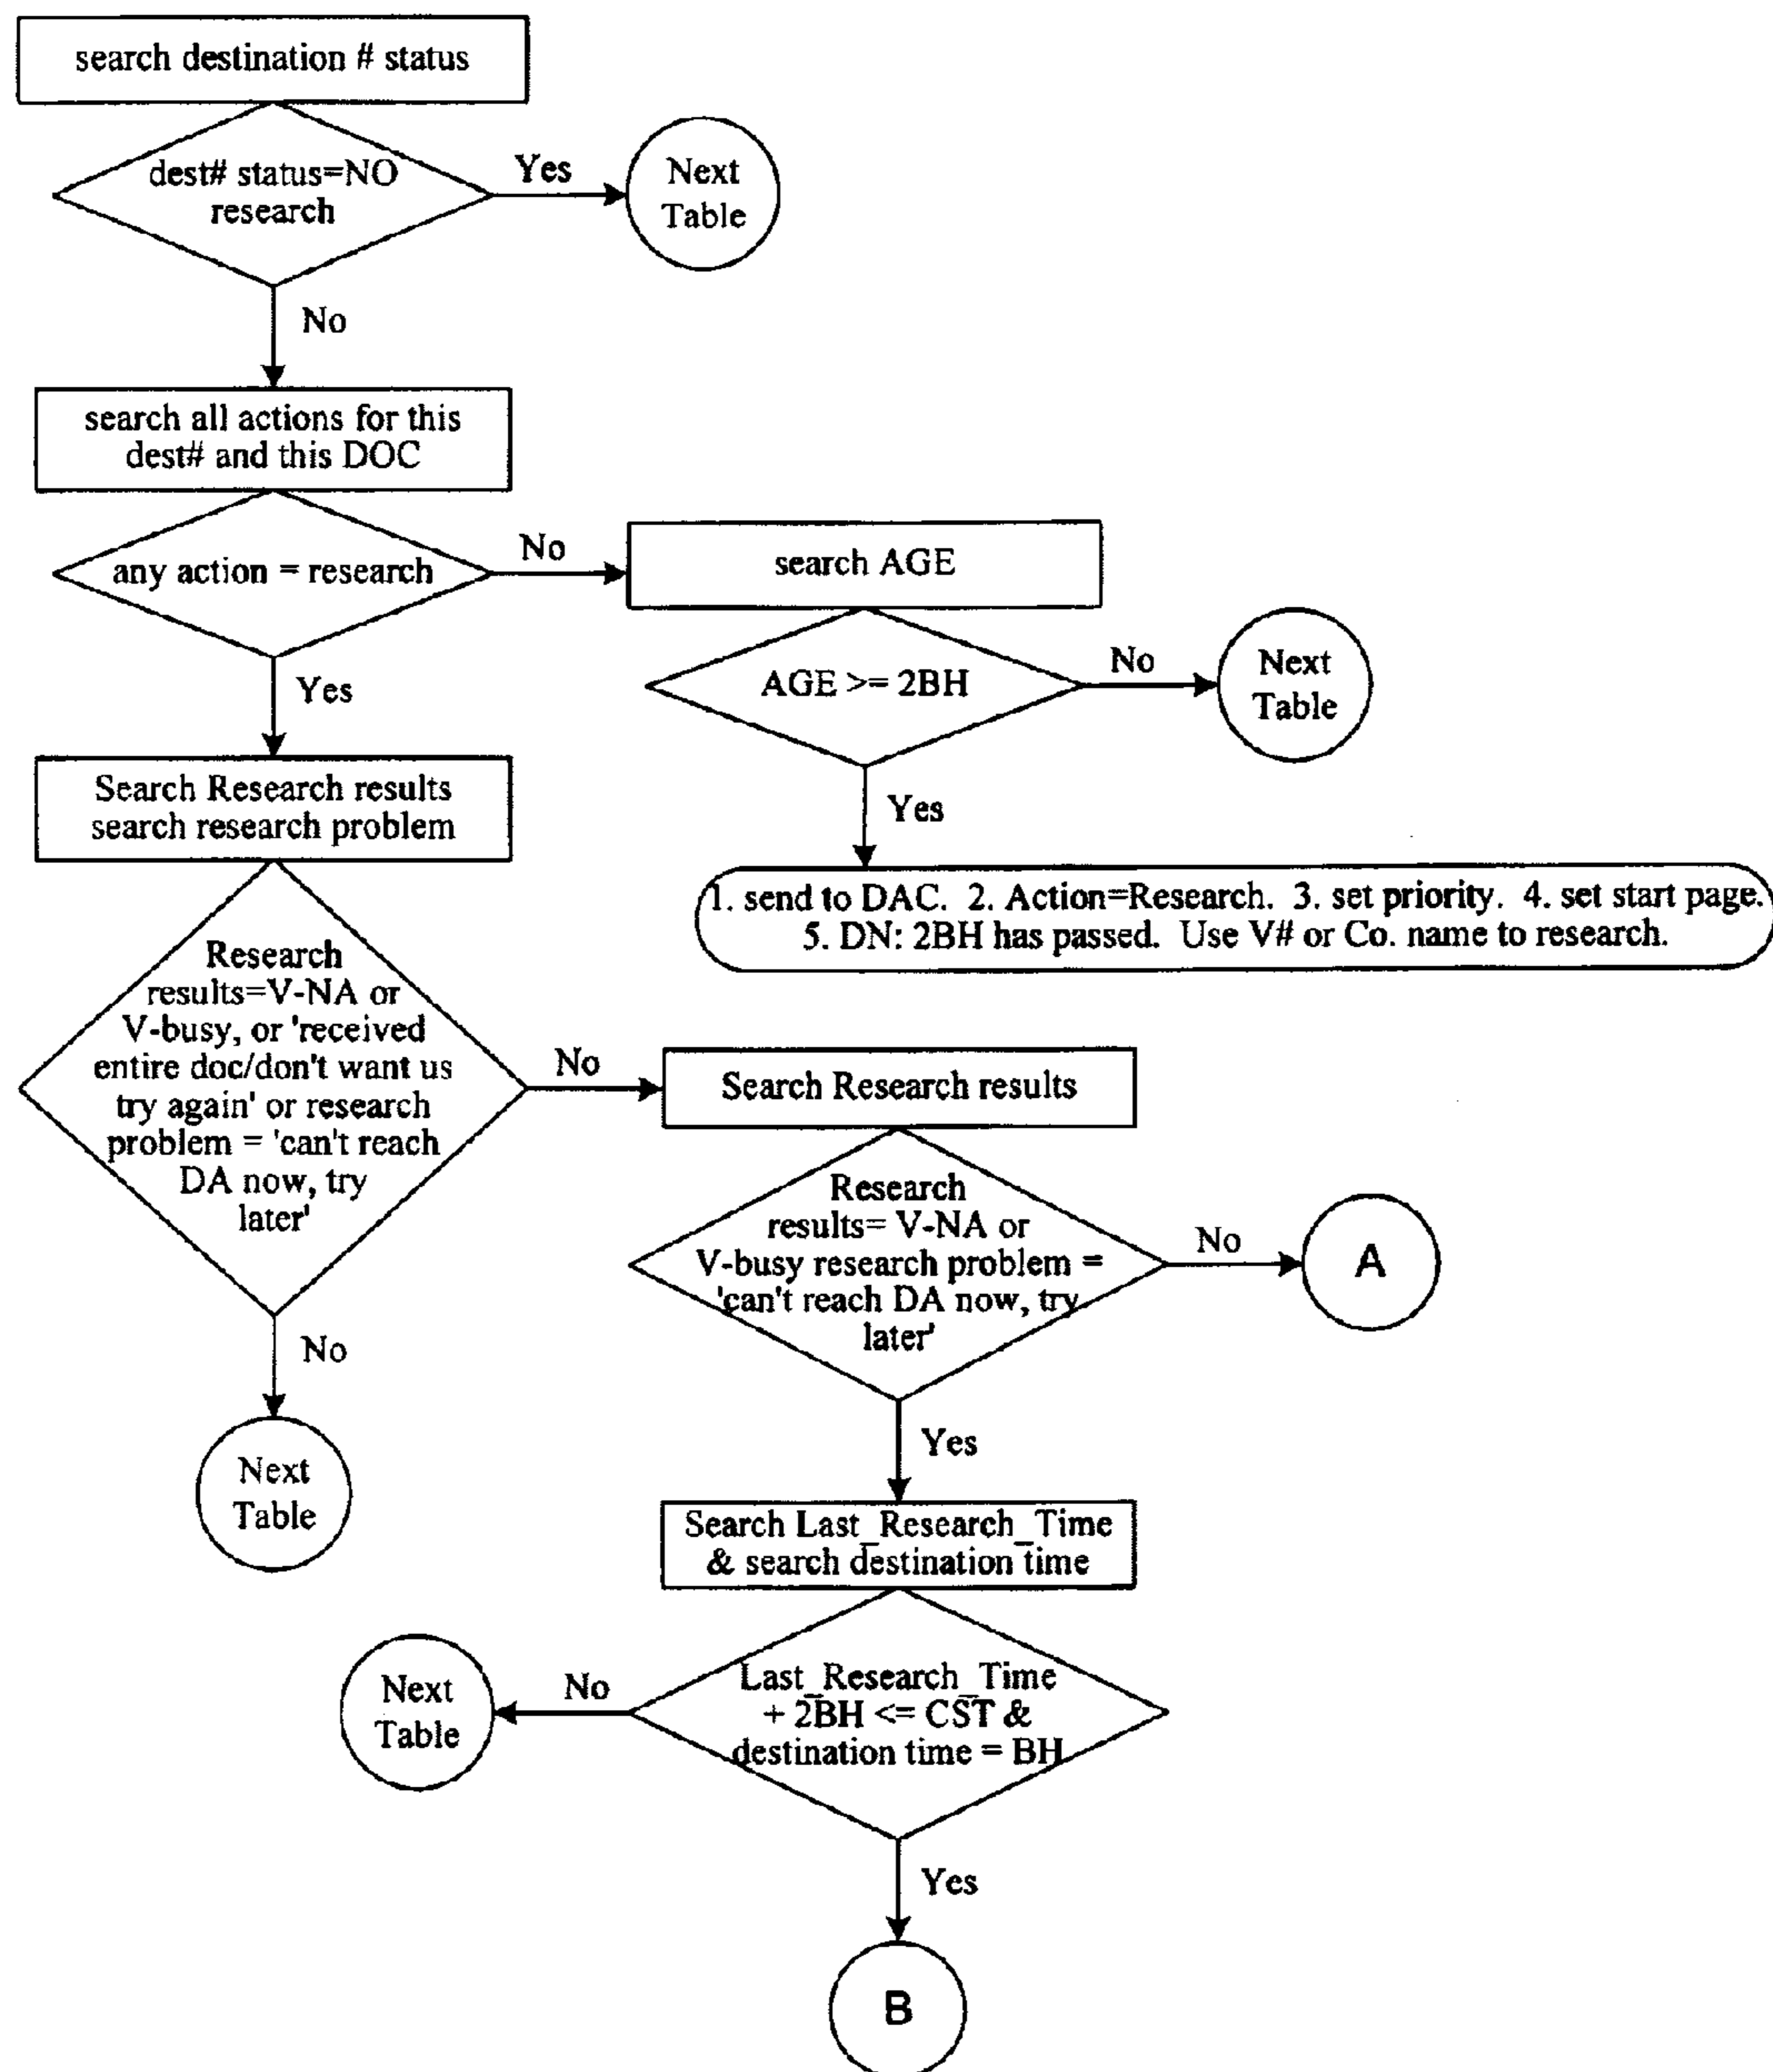 search destination # status
dest# status=NO
research
Yes
Next
Table
No
search all actions for this
dest# and this DOC
any action = research
No
search AGE
AGE >= 2BH
No
Next
Table
Yes
Yes
1. send to DAC. 2. Action=Research. 3. set priority. 4. set start page.
5. DN: 2BH has passed. Use V# or Co. name to research.
Search Research results
search research problem
Research
results=V-NA or
V-busy, or 'received
entire doc/don't want us
try again' or research
problem = 'can't reach
DA now, try
later'
No
Search Research results
Research
results= V-NA or
V-busy research problem =
'can't reach DA now, try
later'
No
A
No
Next
Table
Yes
Search Last_Research_Time
& search destination time
Last_Research_Time
+ 2BH <= CST &
destination time = BH
No
Next
Table
Yes
B